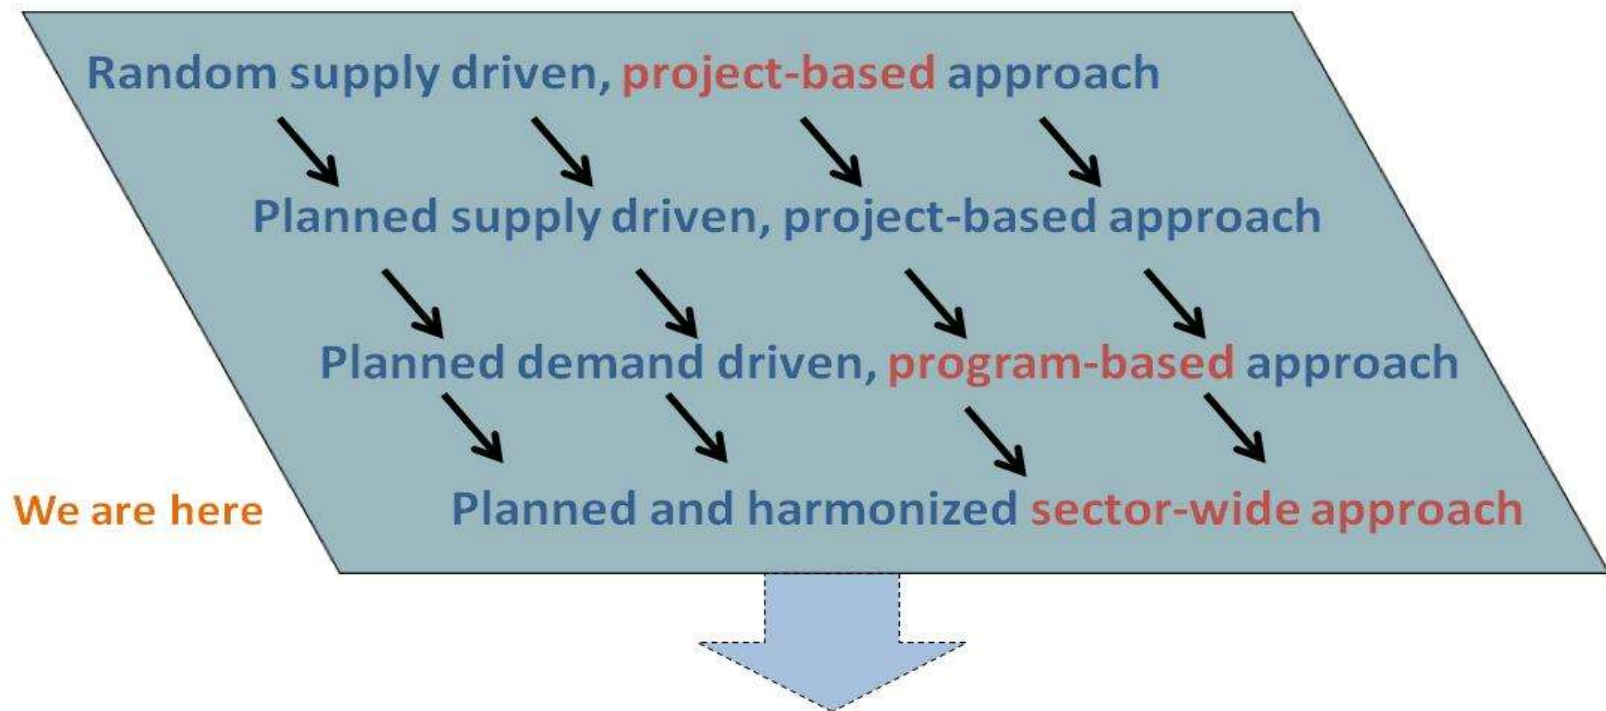 Random supply driven, project-based approach
Planned supply driven, project-based approach
Planned demand driven, program-based approach
We are here
Planned and harmonized sector-wide approach